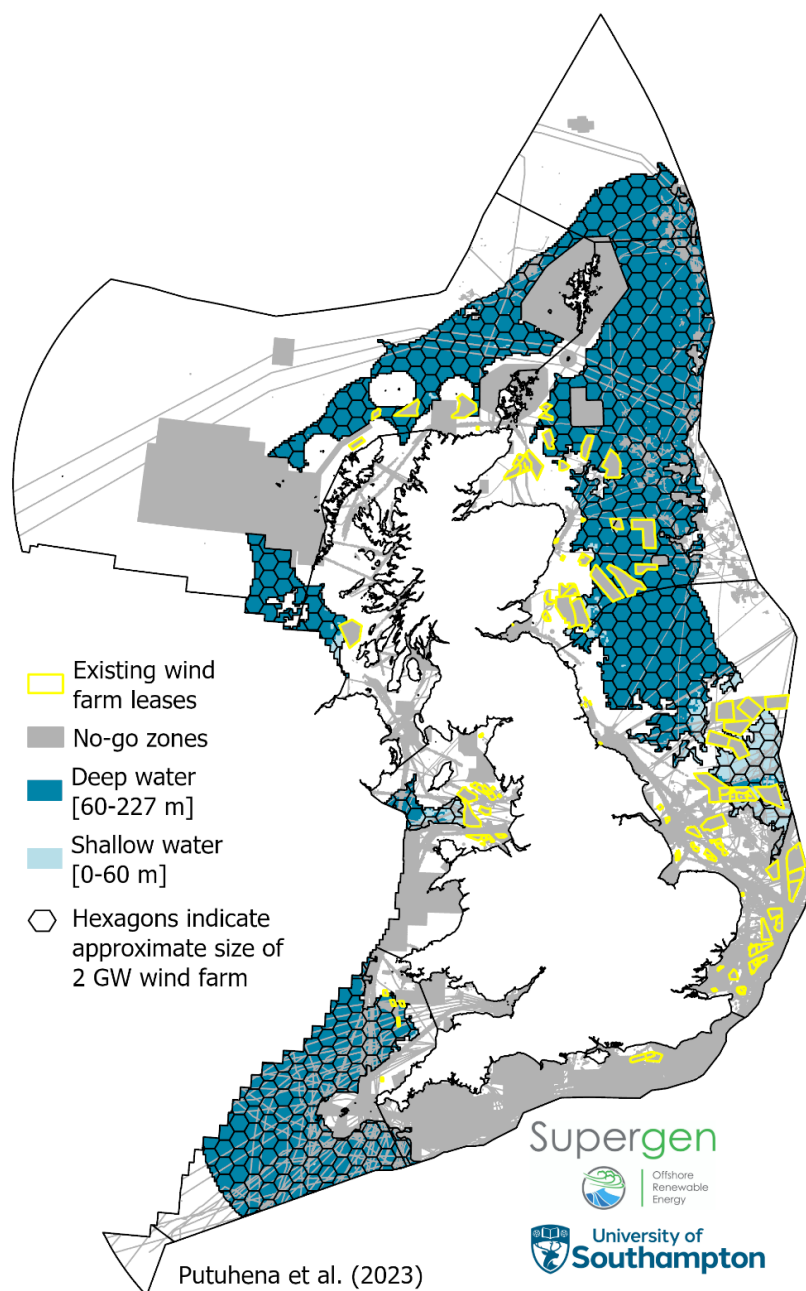 Existing wind
farm leases
No-go zones
Deep water
[60-227 m]
Shallow water
[0-60 m]
Hexagons indicate
approximate size of
2 GW wind farm
Supergen
Offshore
Renewable
Energy
University of
Southampton
Putuhena et al. (2023)